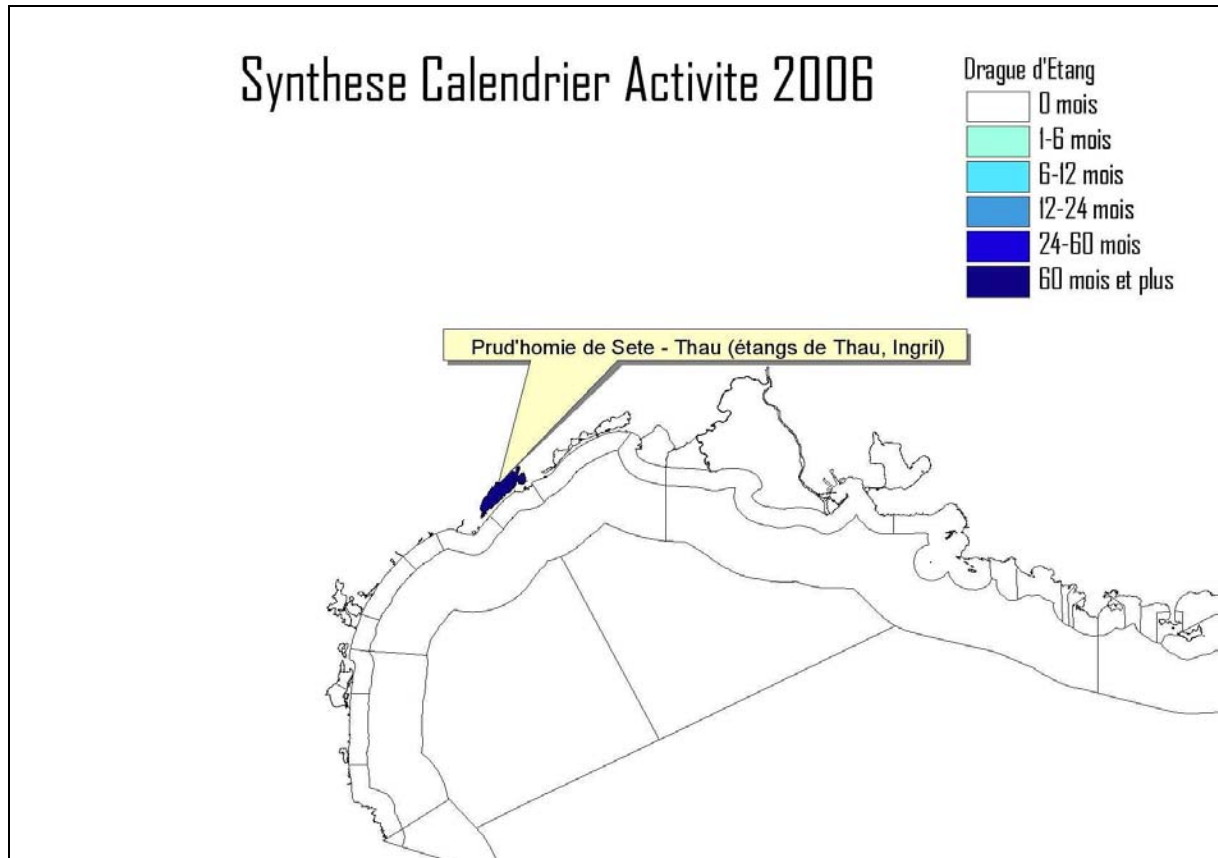 Synthese Calendrier Activite 2006
Drague d'Etang
0 mois
1-6 mois
6-12 mois
12-24 mois
24-60 mois
60 mois et plus
Prud'homie de Sete - Thau (étangs de Thau, Ingril)